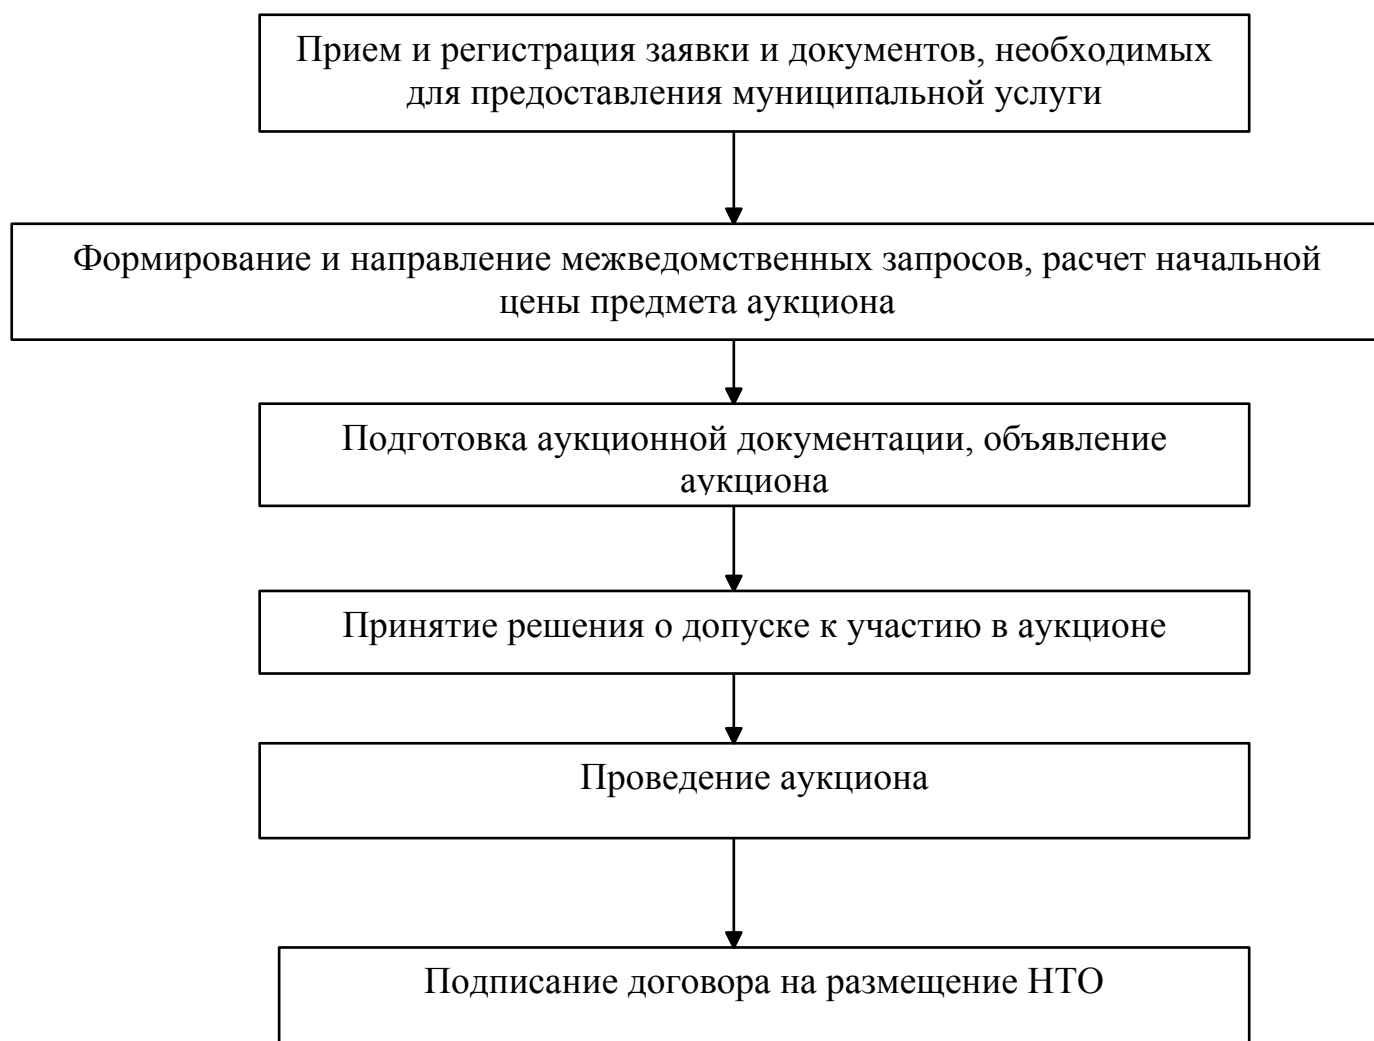 Прием и регистрация заявки и документов, необходимых
для предоставления муниципальной услуги
Формирование и направление межведомственных запросов, расчет начальной
цены предмета аукциона
Подготовка аукционной документации, объявление
аукциона
Принятие решения о допуске к участию в аукционе
Проведение аукциона
Подписание договора на размещение НТО